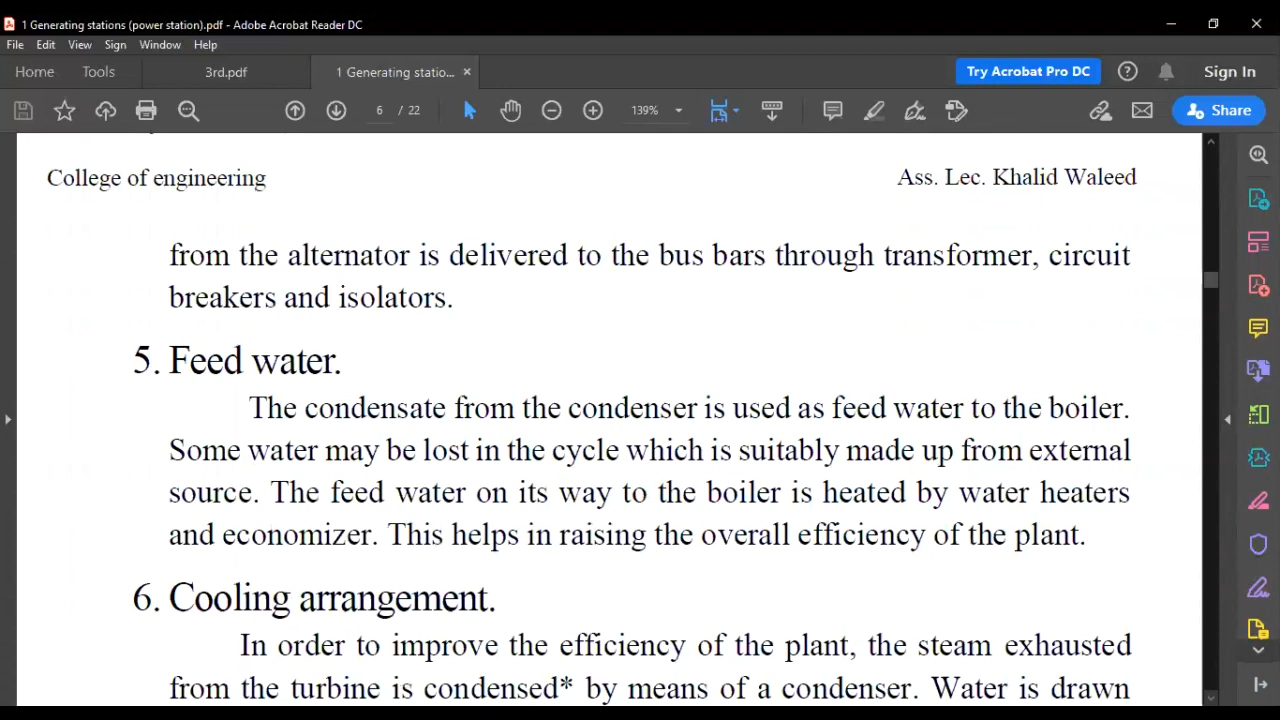 1 Generating stations (power station).pdf - Adobe Acrobat Reader DC
File Edit View Sign Window Help
Home Tools 3rd.pdf 1 Generating statio... × Try Acrobat Pro DC Sign In
6 / 22 139% Share
College of engineering Ass. Lec. Khalid Waleed
from the alternator is delivered to the bus bars through transformer, circuit
breakers and isolators.
5. Feed water.
The condensate from the condenser is used as feed water to the boiler.
Some water may be lost in the cycle which is suitably made up from external
source. The feed water on its way to the boiler is heated by water heaters
and economizer. This helps in raising the overall efficiency of the plant.
6. Cooling arrangement.
In order to improve the efficiency of the plant, the steam exhausted
from the turbine is condensed* by means of a condenser. Water is drawn